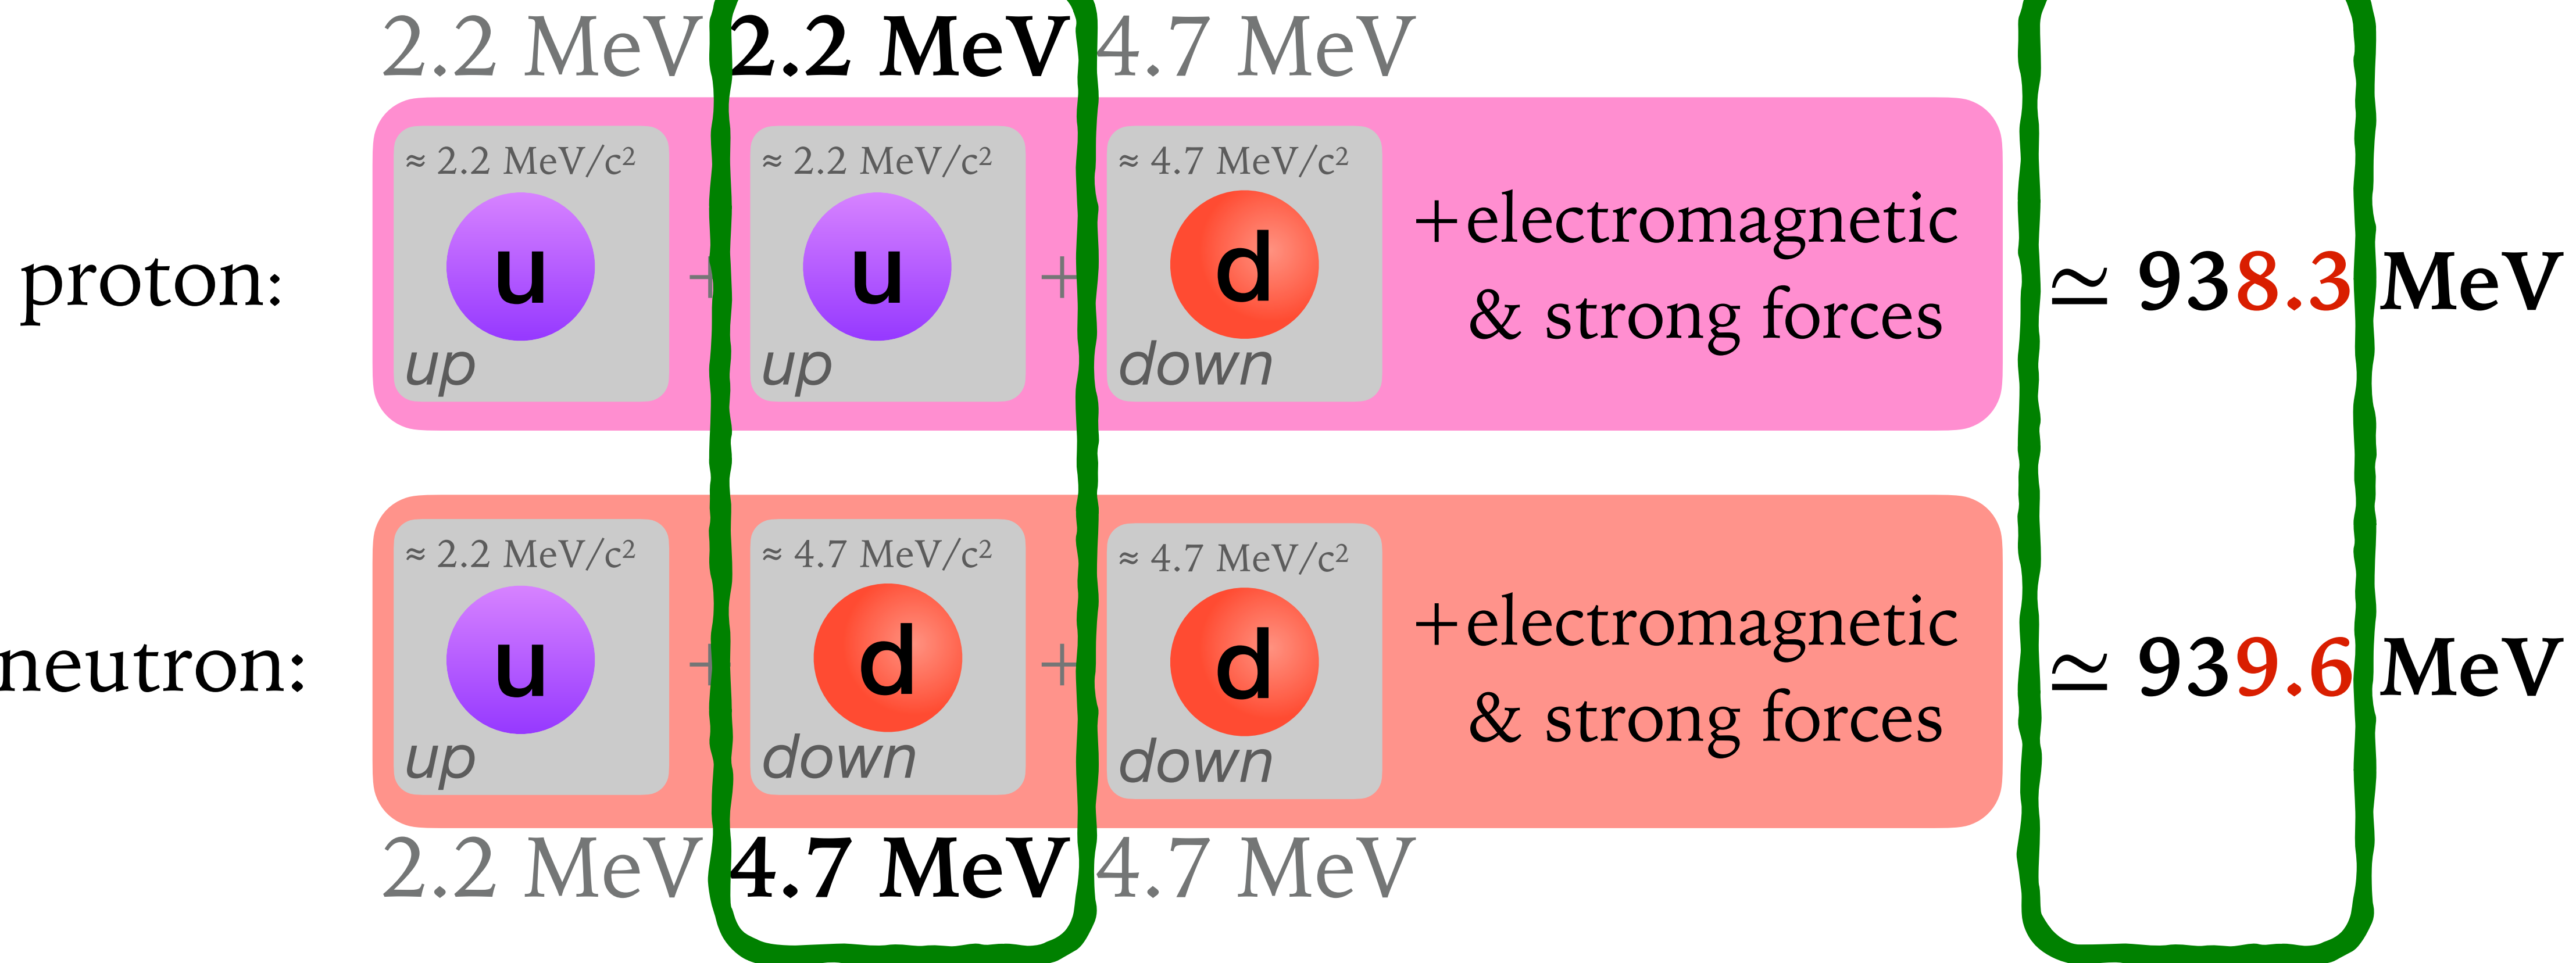 2.2 MeV 2.2 MeV 4.7 MeV
≈ 2.2 MeV/c² ≈ 2.2 MeV/c² ≈ 4.7 MeV/c²
proton: u + u + d +electromagnetic ≃ 938.3 MeV
& strong forces
up up down
≈ 2.2 MeV/c² ≈ 4.7 MeV/c² ≈ 4.7 MeV/c²
neutron: u + d + d +electromagnetic ≃ 939.6 MeV
& strong forces
up down down
2.2 MeV 4.7 MeV 4.7 MeV